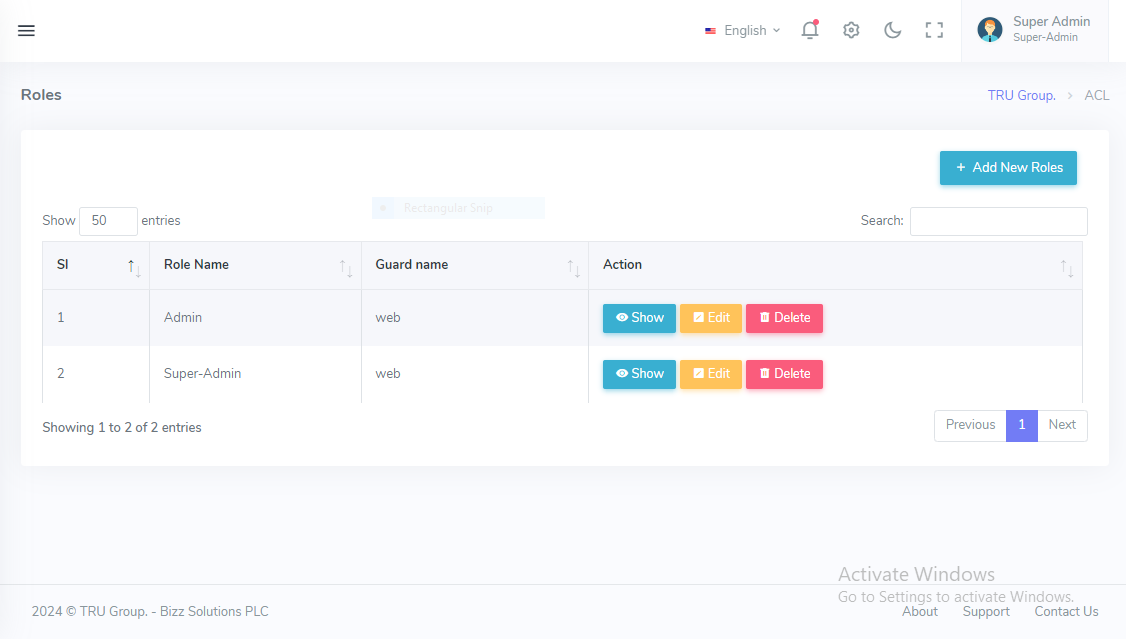 English
Super Admin
Super-Admin
Roles
TRU Group. > ACL
+ Add New Roles
Show 50 entries
Rectangular Snip
Search:
Sl Role Name Guard name Action
1 Admin web Show Edit Delete
2 Super-Admin web Show Edit Delete
Showing 1 to 2 of 2 entries
Previous 1 Next
Activate Windows
Go to Settings to activate Windows.
2024 © TRU Group. - Bizz Solutions PLC
About Support Contact Us